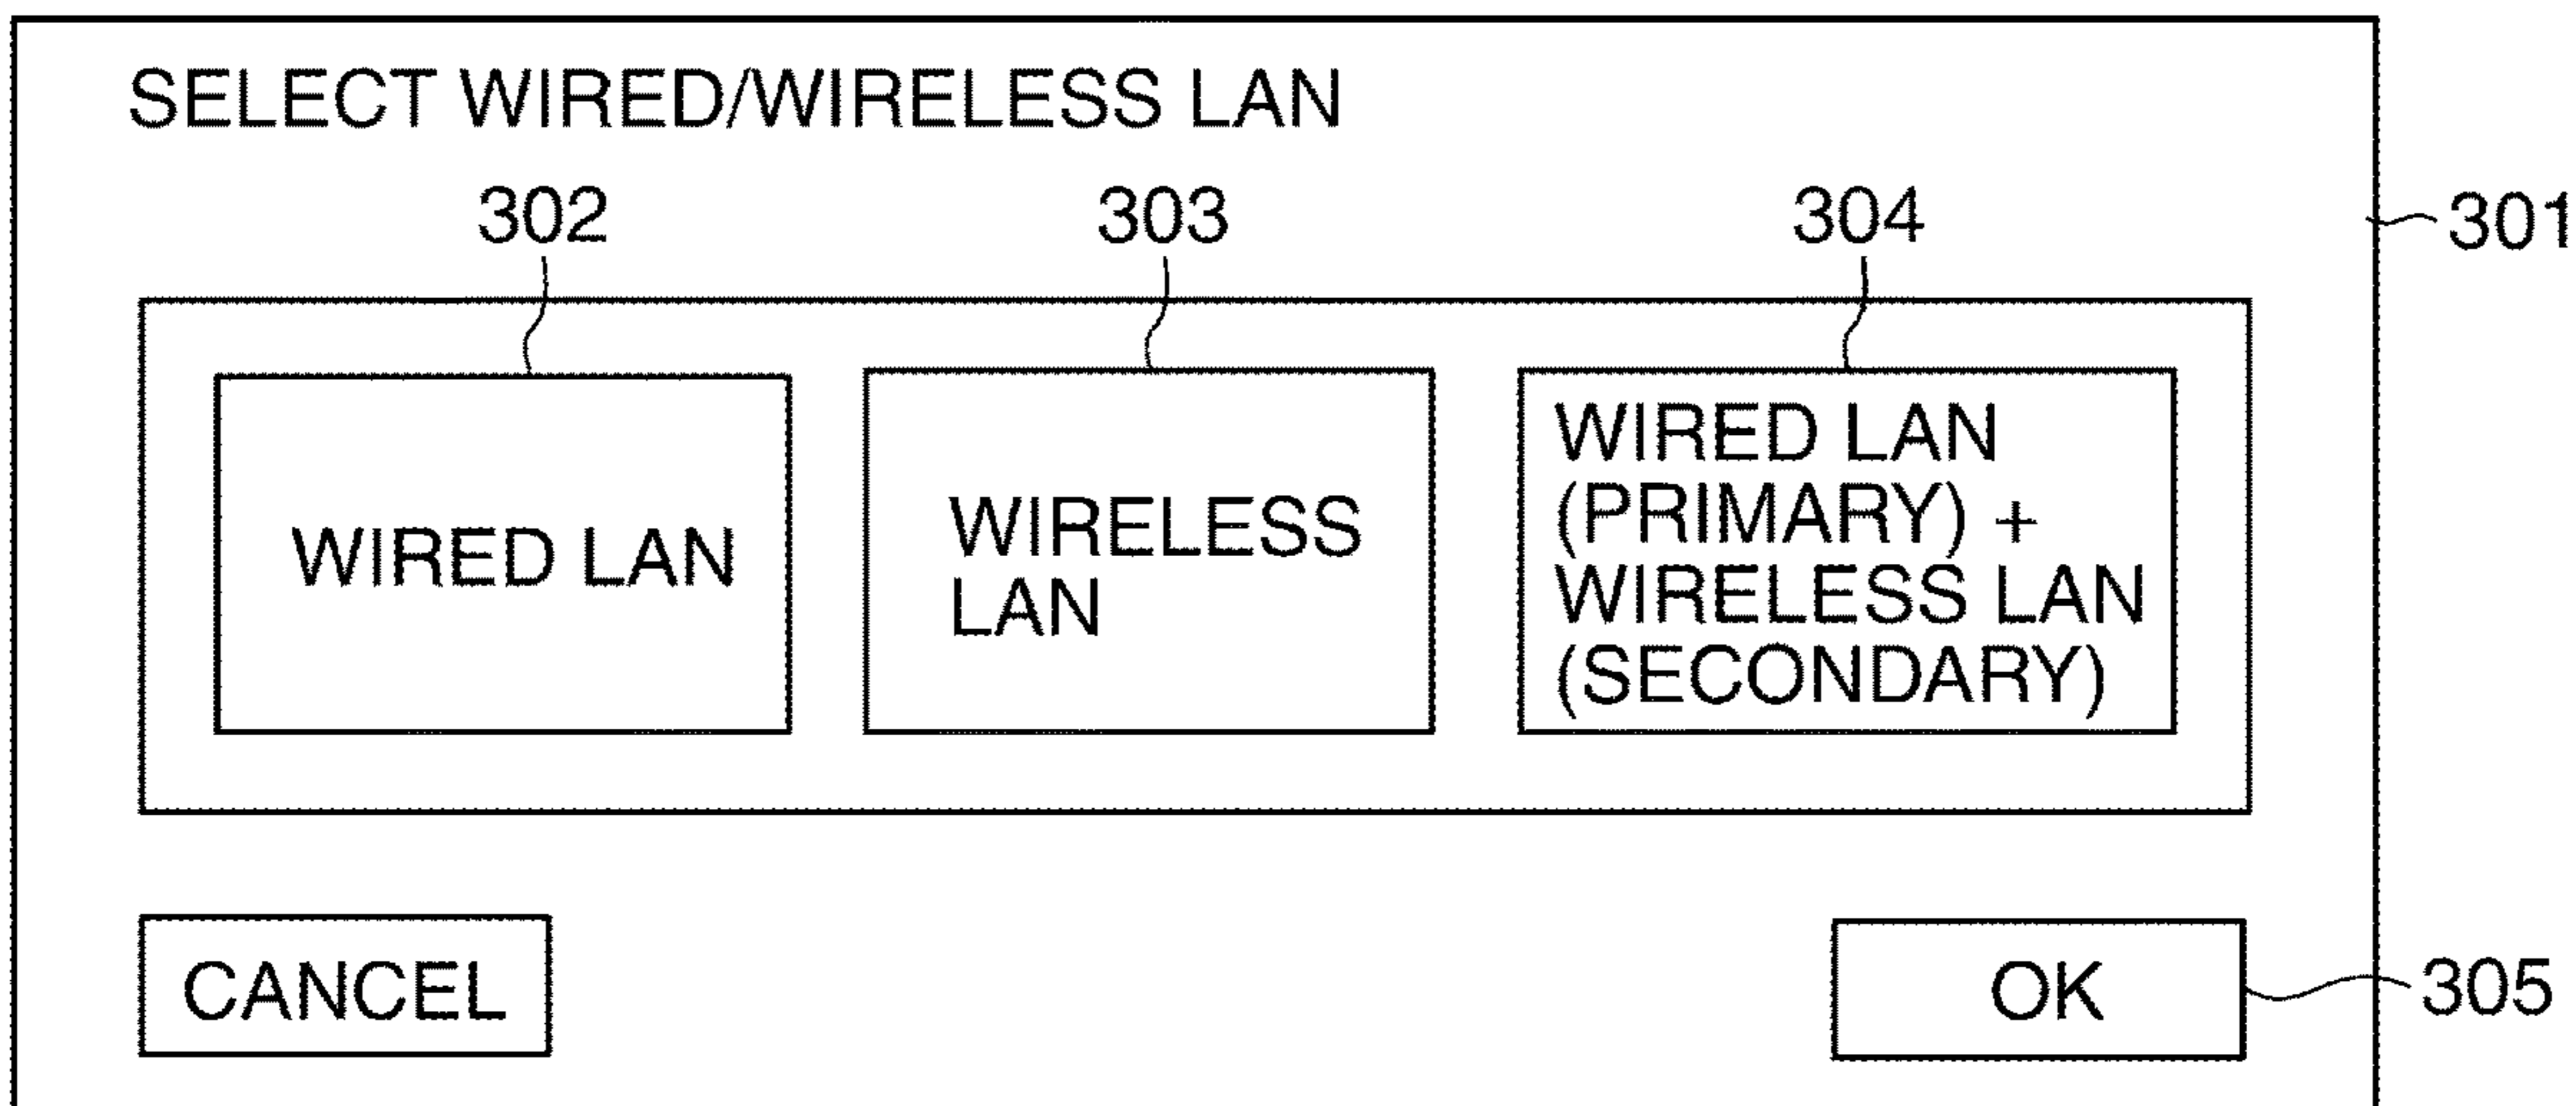 SELECT WIRED/WIRELESS LAN
302
303
304
301
WIRED LAN
WIRELESS
LAN
WIRED LAN
(PRIMARY) +
WIRELESS LAN
(SECONDARY)
CANCEL
OK
305